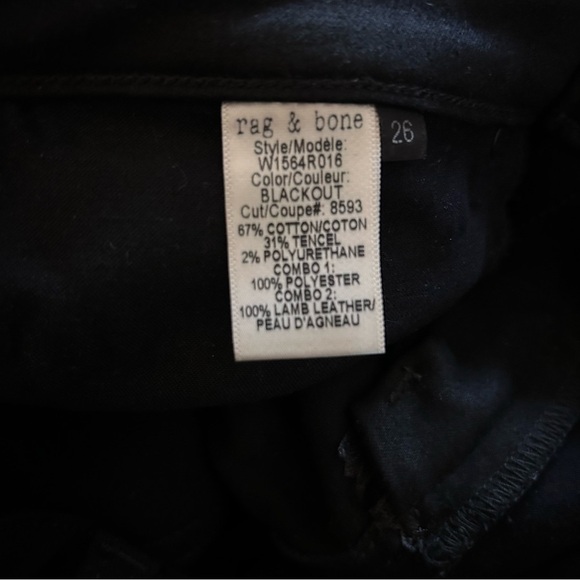 rag & bone
26
Style/Modèle:
W1564R016
Color/Couleur:
BLACKOUT
Cut/Coupe#: 8593
67% COTTON/COTON
31% TENCEL
2% POLYURETHANE
COMBO 1:
100% POLYESTER
COMBO 2:
100% LAMB LEATHER/
PEAU D'AGNEAU